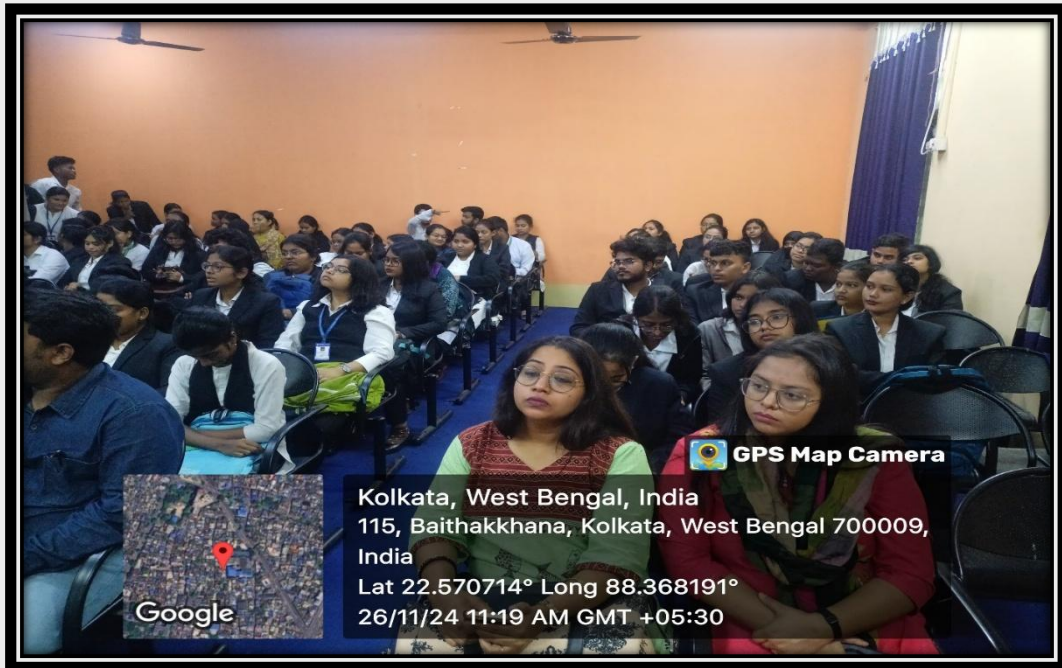 GPS Map Camera
Kolkata, West Bengal, India
115, Baithakkhana, Kolkata, West Bengal 700009,
India
Lat 22.570714° Long 88.368191°
26/11/24 11:19 AM GMT +05:30
Google